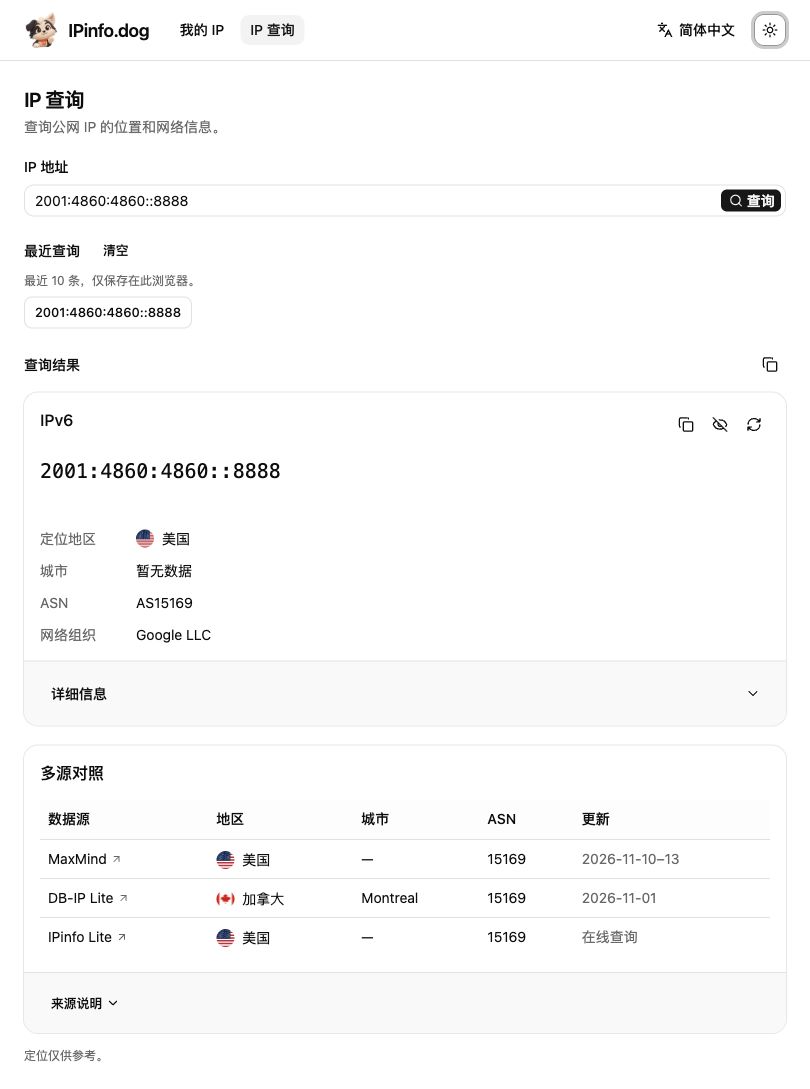 IPinfo.dog 我的 IP IP 查询 简体中文
IP 查询
查询公网 IP 的位置和网络信息。
IP 地址
2001:4860:4860::8888 查询
最近查询 清空
最近 10 条，仅保存在此浏览器。
2001:4860:4860::8888
查询结果
IPv6
2001:4860:4860::8888
定位地区 美国
城市 暂无数据
ASN AS15169
网络组织 Google LLC
详细信息
多源对照
数据源 地区 城市 ASN 更新
MaxMind 美国 — 15169 2026-11-10–13
DB-IP Lite 加拿大 Montreal 15169 2026-11-01
IPinfo Lite 美国 — 15169 在线查询
来源说明
定位仅供参考。